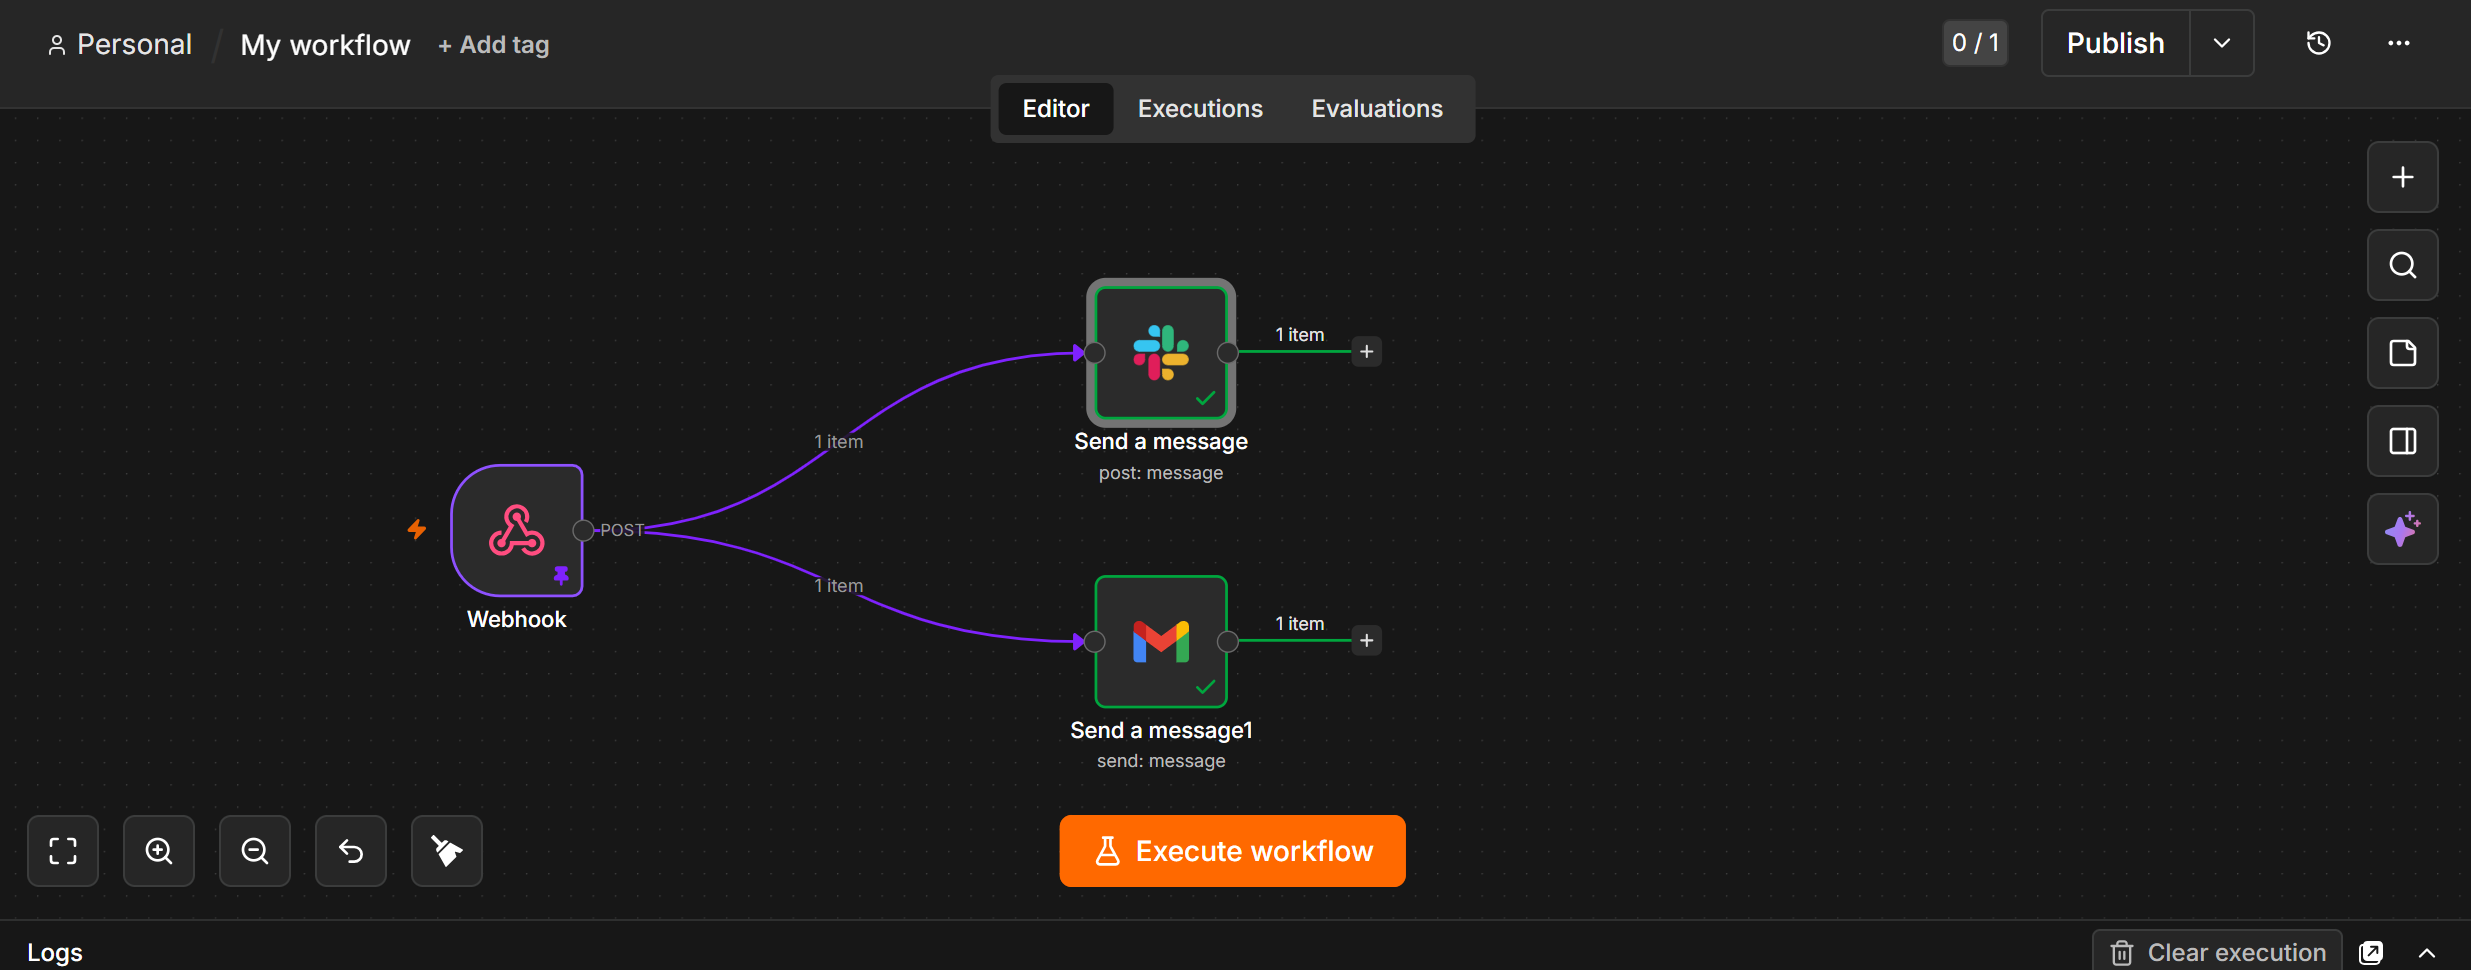 Personal / My workflow + Add tag
0 / 1
Publish
Editor
Executions
Evaluations
1 item
Send a message
post: message
1 item
POST
Webhook
1 item
1 item
Send a message1
send: message
Execute workflow
Logs
Clear execution